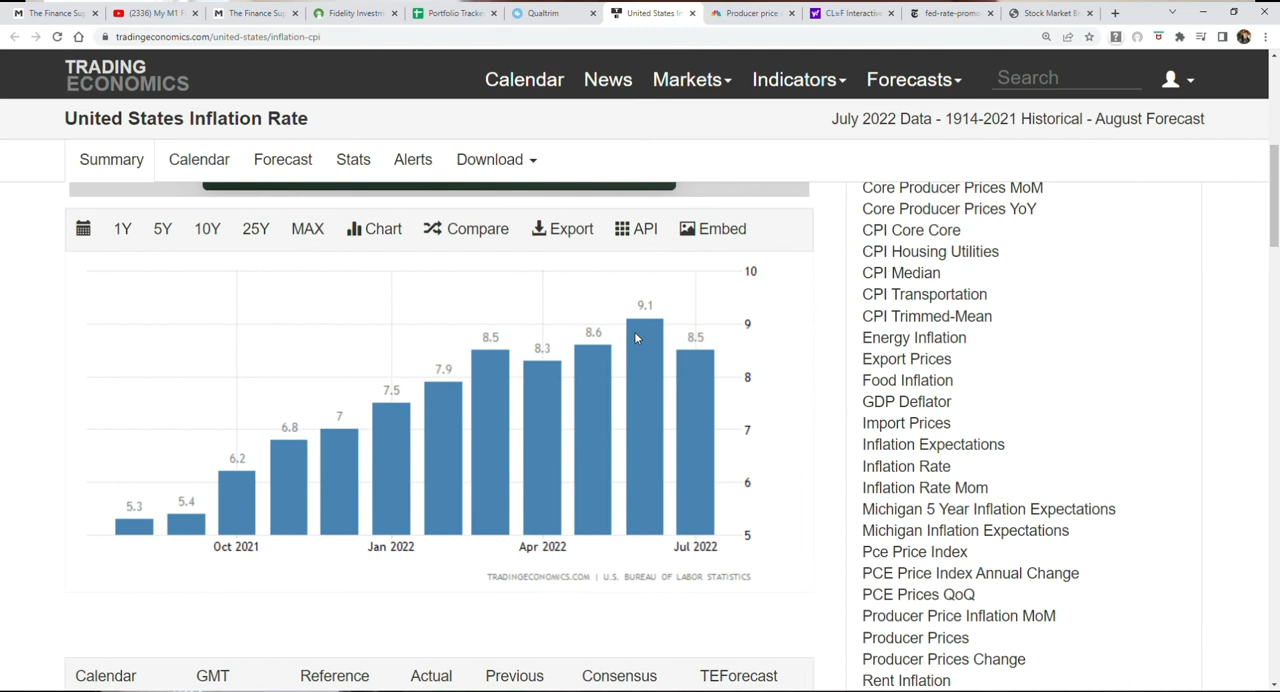 The Finance Su
(2336) My M1 F
The Finance Sup
Fidelity Investm
Portfolio Tracke
Qualtrim
United States In
Producer price
CL=F Interactive
fed-rate-promo
Stock Market B
tradingeconomics.com/united-states/inflation-cpi
TRADING
ECONOMICS
Calendar News Markets Indicators Forecasts Search
United States Inflation Rate
July 2022 Data - 1914-2021 Historical - August Forecast
Summary Calendar Forecast Stats Alerts Download
1Y 5Y 10Y 25Y MAX Chart Compare Export API Embed
10
9
8
7
6
5
5.3
5.4
6.2
6.8
7
7.5
7.9
8.5
8.3
8.6
9.1
8.5
Oct 2021 Jan 2022 Apr 2022 Jul 2022
TRADINGECONOMICS.COM | U.S. BUREAU OF LABOR STATISTICS
Calendar GMT Reference Actual Previous Consensus TEForecast
Core Producer Prices MoM
Core Producer Prices YoY
CPI Core Core
CPI Housing Utilities
CPI Median
CPI Transportation
CPI Trimmed-Mean
Energy Inflation
Export Prices
Food Inflation
GDP Deflator
Import Prices
Inflation Expectations
Inflation Rate
Inflation Rate Mom
Michigan 5 Year Inflation Expectations
Michigan Inflation Expectations
Pce Price Index
PCE Price Index Annual Change
PCE Prices QoQ
Producer Price Inflation MoM
Producer Prices
Producer Prices Change
Rent Inflation